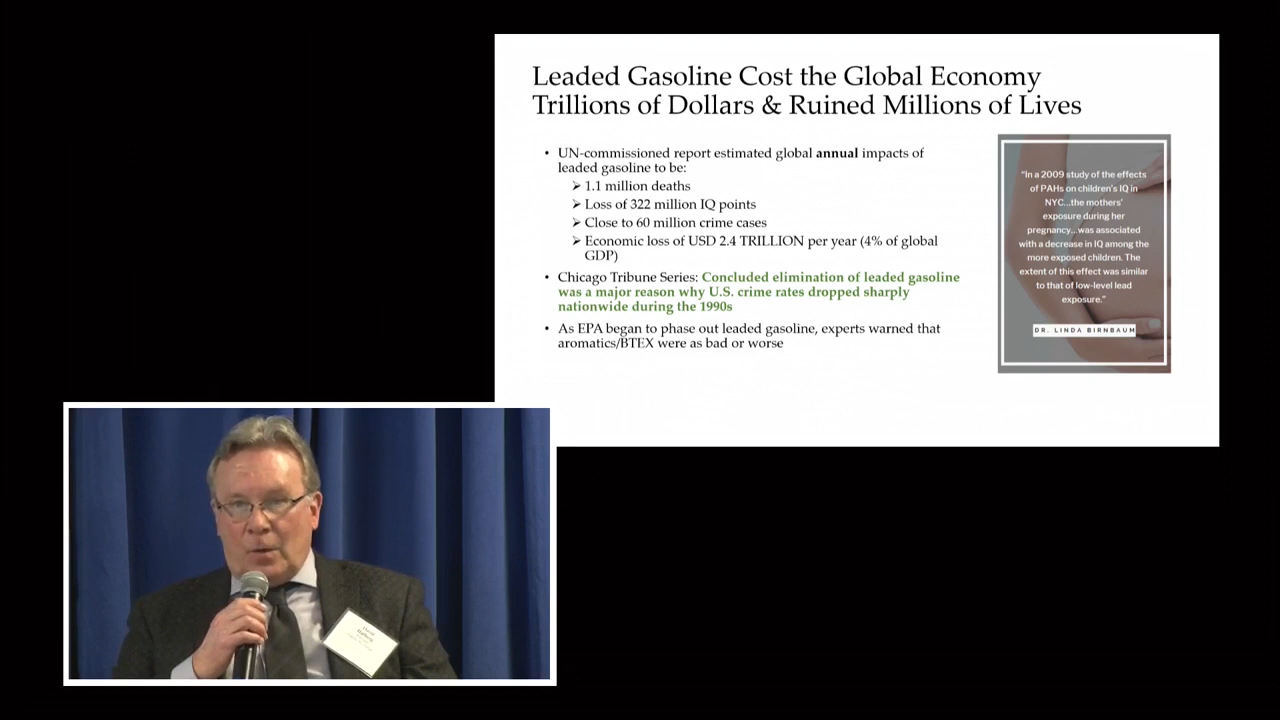 Leaded Gasoline Cost the Global Economy
Trillions of Dollars & Ruined Millions of Lives
• UN-commissioned report estimated global annual impacts of
leaded gasoline to be:
➢ 1.1 million deaths
➢ Loss of 322 million IQ points
➢ Close to 60 million crime cases
➢ Economic loss of USD 2.4 TRILLION per year (4% of global
GDP)
• Chicago Tribune Series: Concluded elimination of leaded gasoline
was a major reason why U.S. crime rates dropped sharply
nationwide during the 1990s
• As EPA began to phase out leaded gasoline, experts warned that
aromatics/BTEX were as bad or worse
"In a 2009 study of the effects
of PAHs on children's IQ in
NYC...the mothers'
exposure during her
pregnancy...was associated
with a decrease in IQ among the
more exposed children. The
extent of this effect was similar
to that of low-level lead
exposure."
DR. LINDA BIRNBAUM